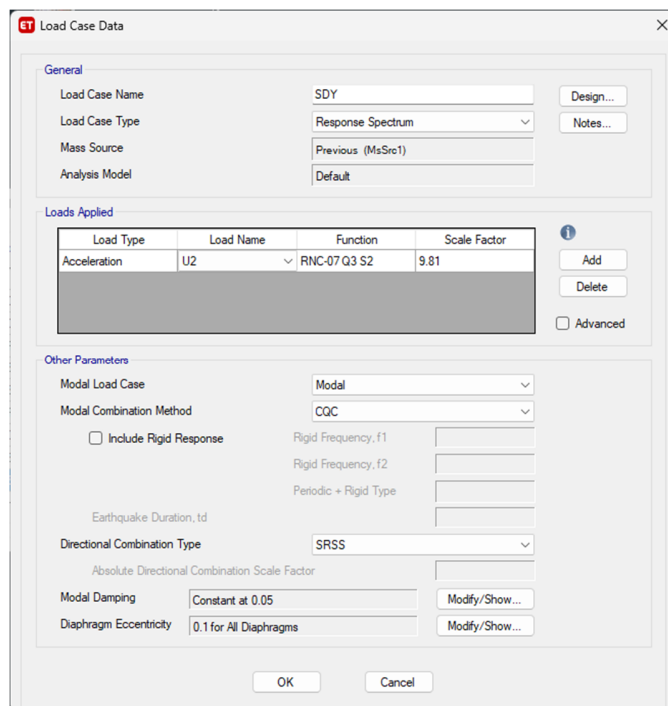 ET Load Case Data
General
Load Case Name SDY Design...
Load Case Type Response Spectrum Notes...
Mass Source Previous (MsSrc1)
Analysis Model Default
Loads Applied
Load Type Load Name Function Scale Factor
Acceleration U2 RNC-07 Q3 S2 9.81
Add
Delete
Advanced
Other Parameters
Modal Load Case Modal
Modal Combination Method CQC
Include Rigid Response Rigid Frequency, f1
Rigid Frequency, f2
Periodic + Rigid Type
Earthquake Duration, td
Directional Combination Type SRSS
Absolute Directional Combination Scale Factor
Modal Damping Constant at 0.05 Modify/Show...
Diaphragm Eccentricity 0.1 for All Diaphragms Modify/Show...
OK Cancel